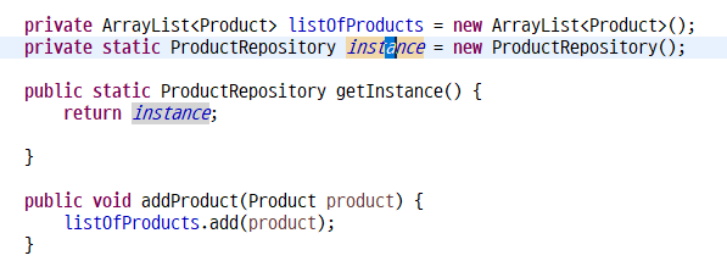 private ArrayList<Product> listOfProducts = new ArrayList<Product>();
private static ProductRepository instance = new ProductRepository();
public static ProductRepository getInstance() {
return instance;
}
public void addProduct(Product product) {
listOfProducts.add(product);
}